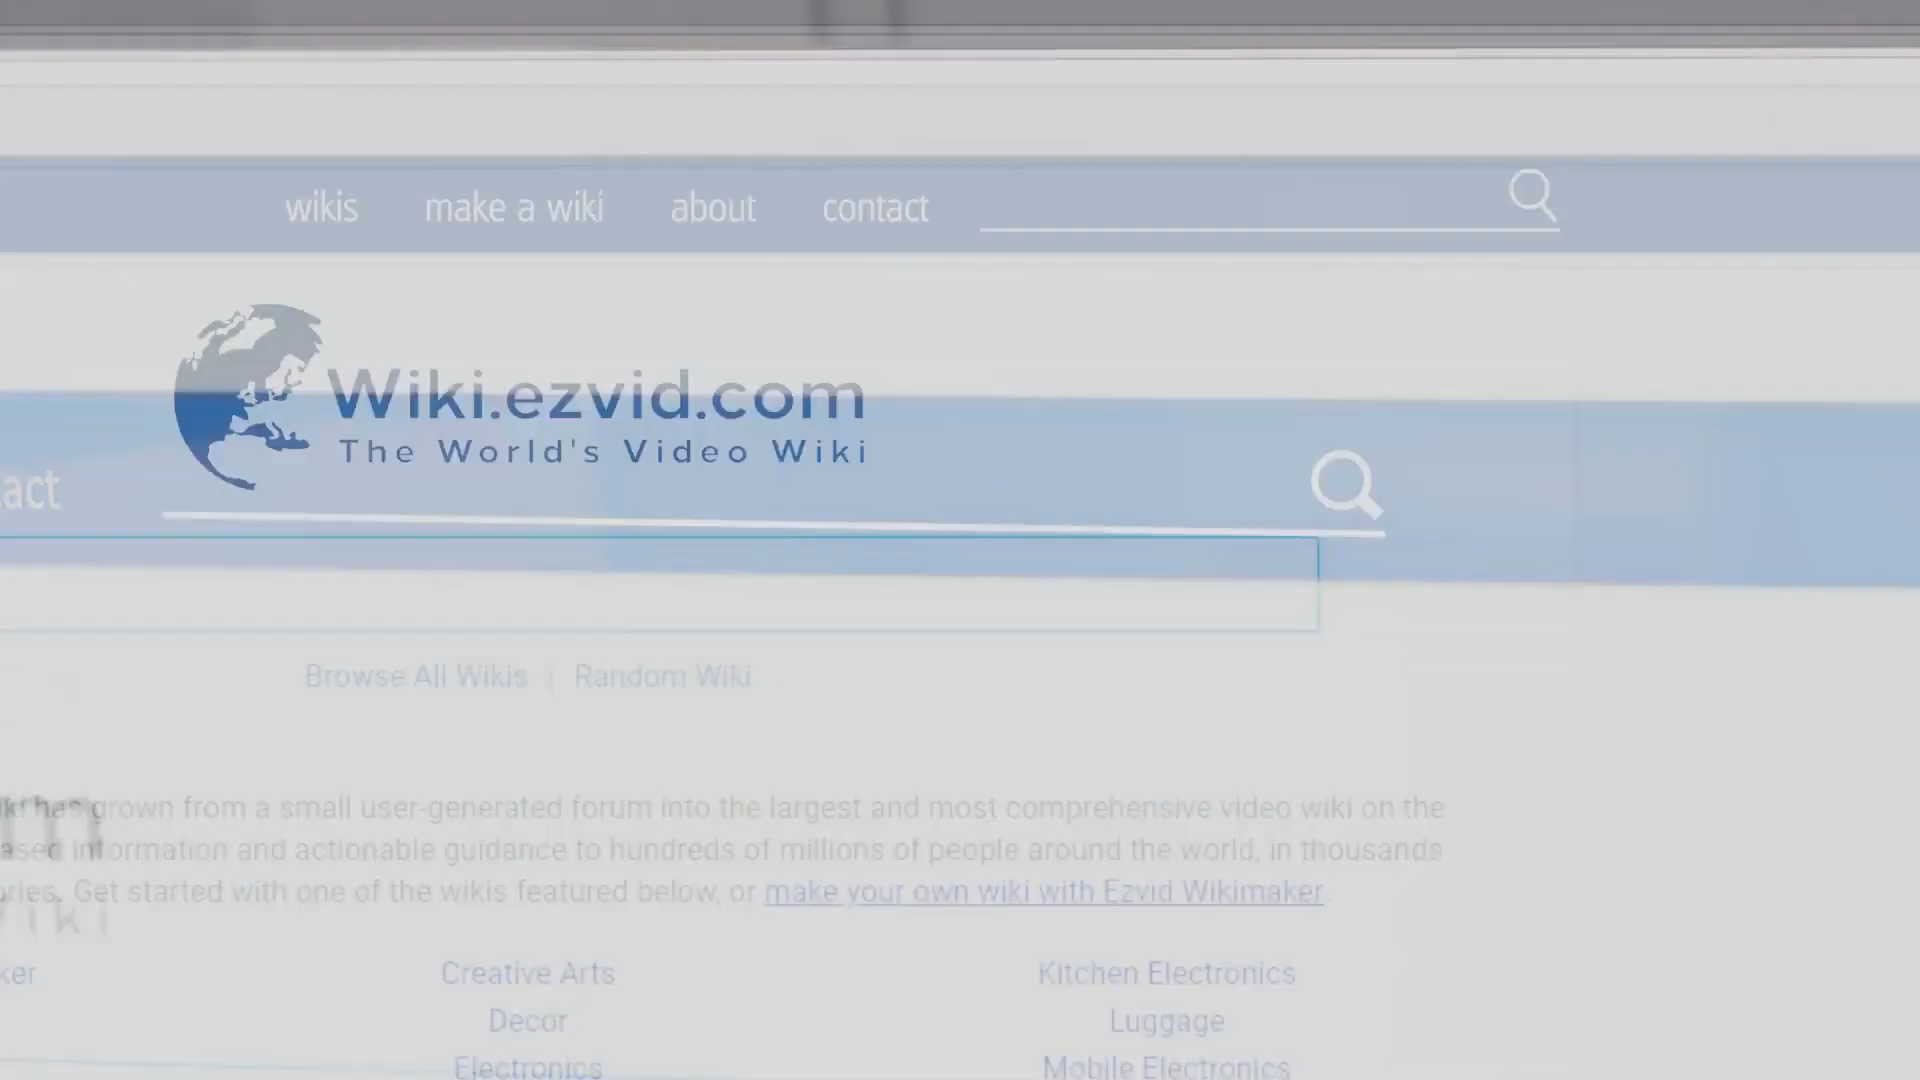 wikis make a wiki about contact
Wiki.ezvid.com
The World's Video Wiki
act
Browse All Wikis | Random Wiki
has grown from a small user-generated forum into the largest and most comprehensive video wiki on the
information and actionable guidance to hundreds of millions of people around the world, in thousands
Get started with one of the wikis featured below, or make your own wiki with Ezvid Wikimaker.
ker Creative Arts Kitchen Electronics
Decor Luggage
Electronics Mobile Electronics